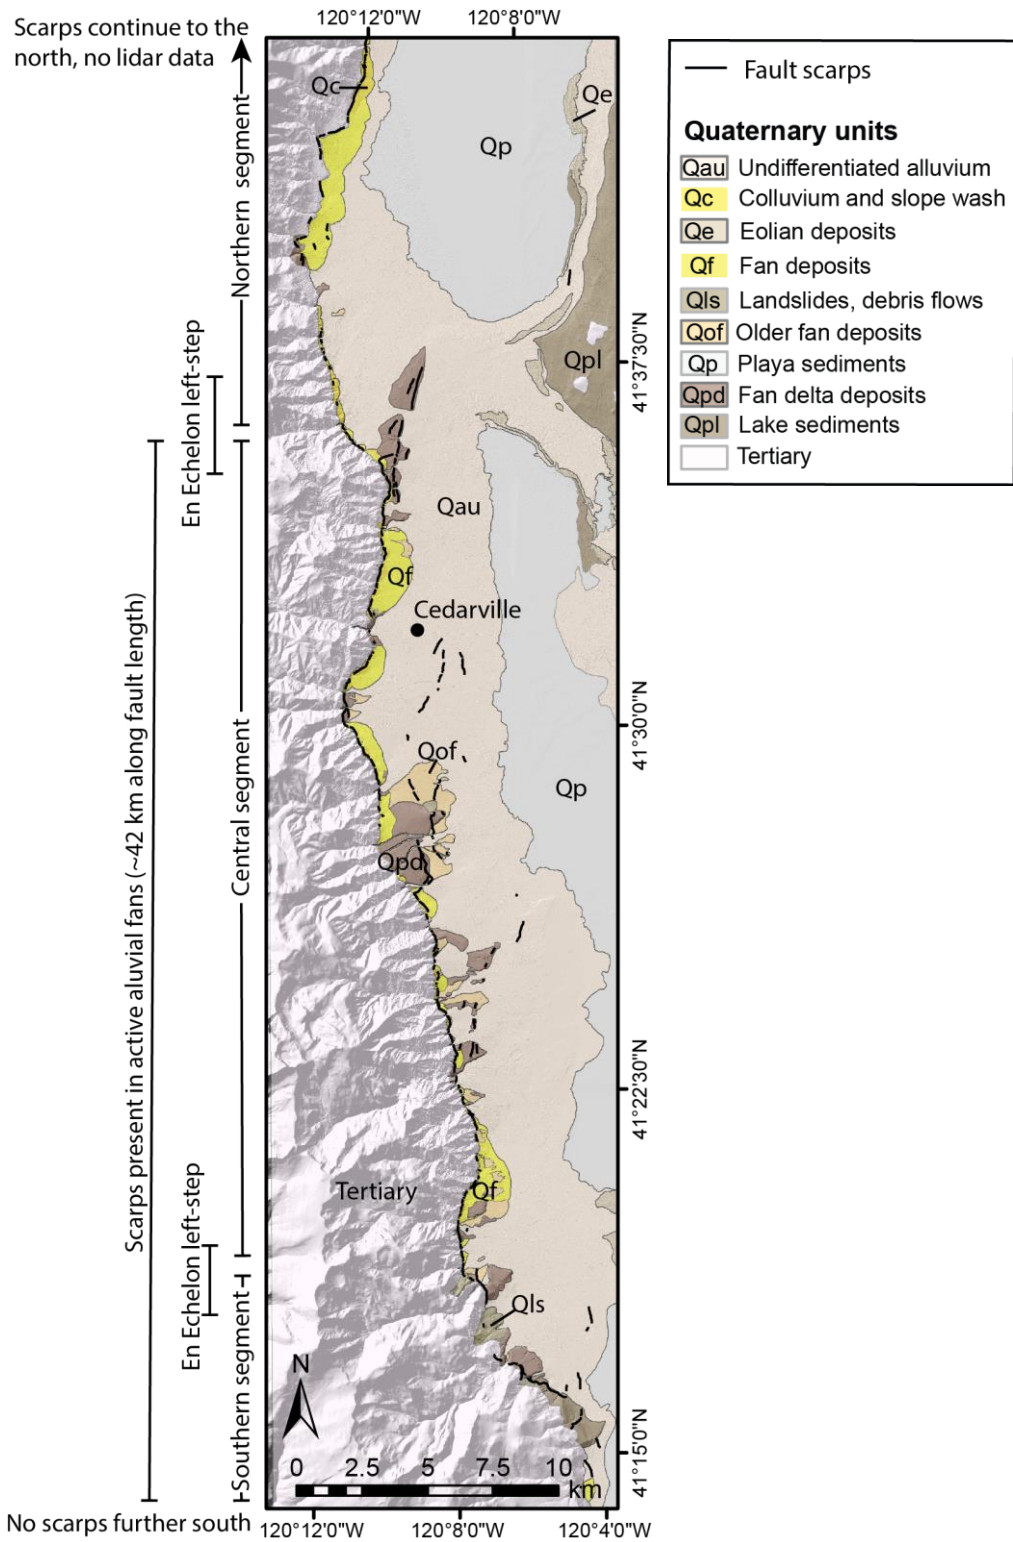 Scarps continue to the
north, no lidar data
120°12'0"W
120°8'0"W
Fault scarps
Quaternary units
Qau Undifferentiated alluvium
Qc Colluvium and slope wash
Qe Eolian deposits
Qf Fan deposits
Qls Landslides, debris flows
Qof Older fan deposits
Qp Playa sediments
Qpd Fan delta deposits
Qpl Lake sediments
Tertiary
Qc
Qe
Qp
Northern segment
En Echelon left-step
Qpl
41°37'30"N
Qau
Qf
Cedarville
41°30'0"N
Qof
Qp
Central segment
Scarps present in active aluvial fans (~42 km along fault length)
Qpd
41°22'30"N
Tertiary
Qf
En Echelon left-step
Qls
Southern segment
N
41°15'0"N
0 2.5 5 7.5 10
km
No scarps further south
120°12'0"W
120°8'0"W
120°4'0"W